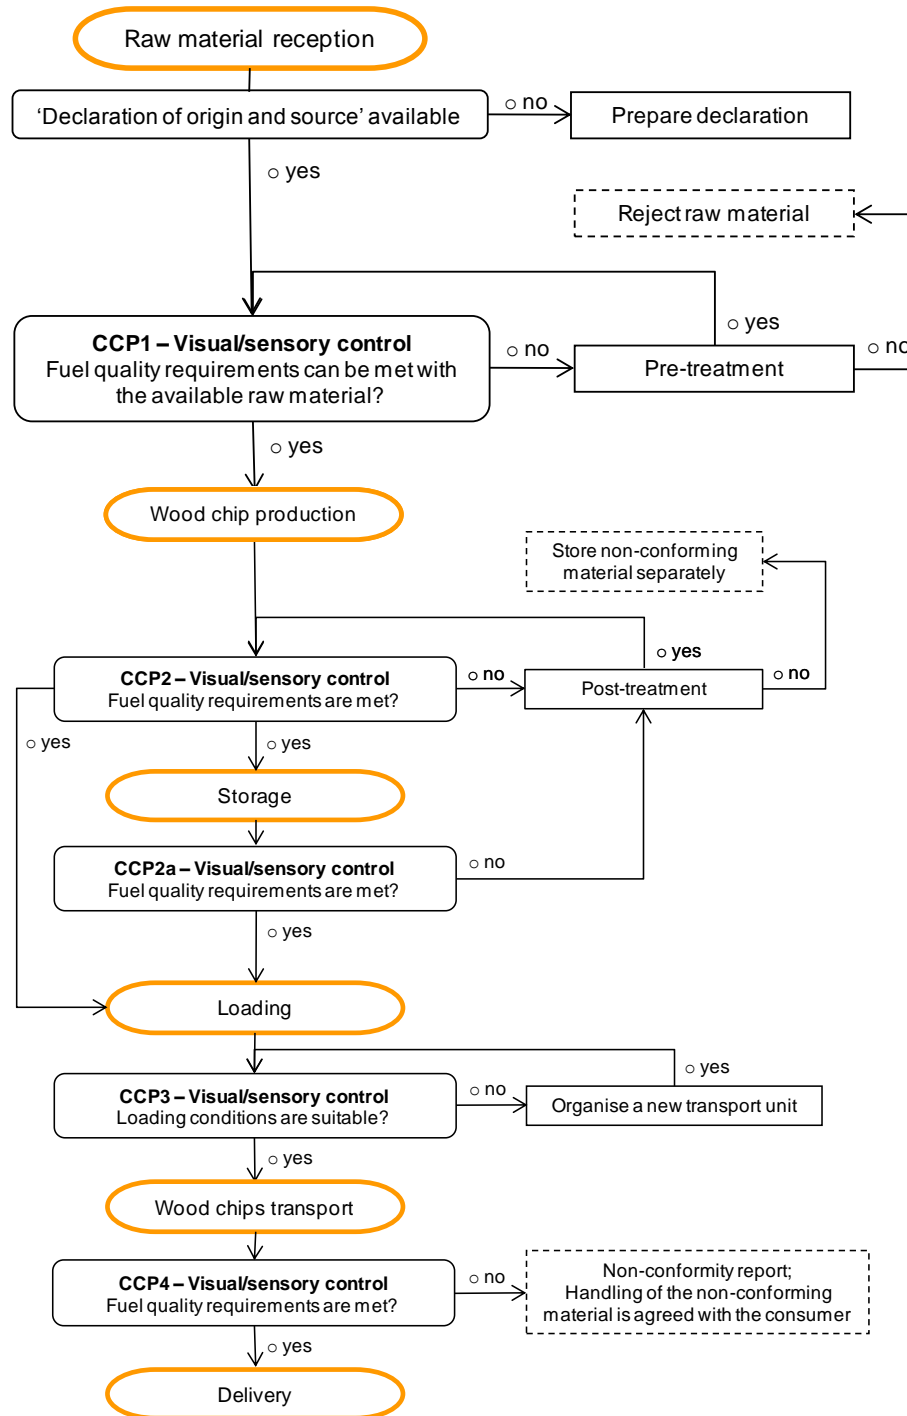 Raw material reception
‘Declaration of origin and source’ available
○ no
Prepare declaration
○ yes
Reject raw material
○ yes
CCP1 – Visual/sensory control
Fuel quality requirements can be met with
the available raw material?
○ no
Pre-treatment
○ no
○ yes
Wood chip production
Store non-conforming
material separately
○ yes
CCP2 – Visual/sensory control
Fuel quality requirements are met?
○ no
Post-treatment
○ no
○ yes
○ yes
Storage
CCP2a – Visual/sensory control
Fuel quality requirements are met?
○ no
○ yes
Loading
○ yes
CCP3 – Visual/sensory control
Loading conditions are suitable?
○ no
Organise a new transport unit
○ yes
Wood chips transport
CCP4 – Visual/sensory control
Fuel quality requirements are met?
○ no
Non-conformity report;
Handling of the non-conforming
material is agreed with the consumer
○ yes
Delivery